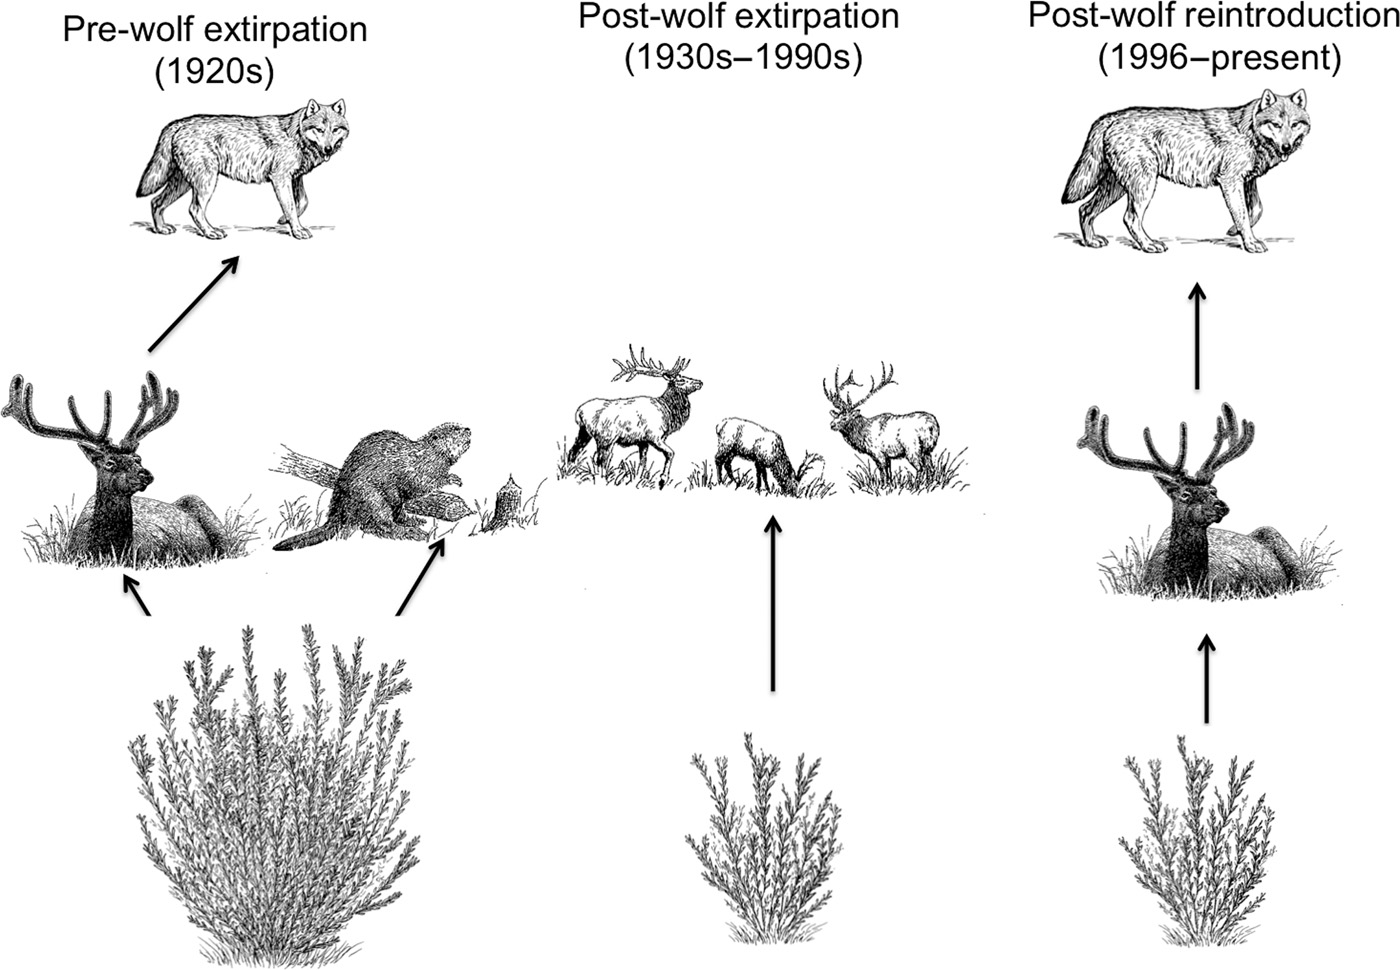 Pre-wolf extirpation
(1920s)
Post-wolf extirpation
(1930s–1990s)
Post-wolf reintroduction
(1996–present)